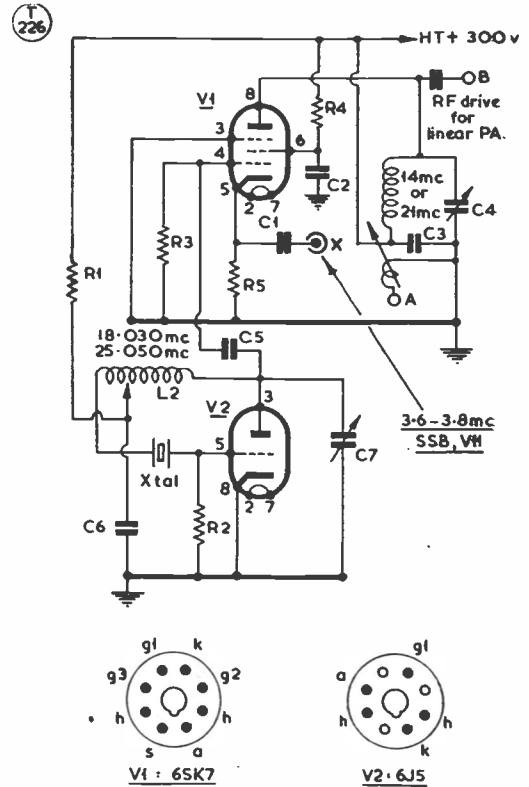 T
226
HT+ 300v
8
B
V1
R4
RF drive
for
linear PA.
3
6
4
5
2
7
C2
14mc
or
21mc
C4
C1
X
C3
R3
R1
R5
A
18·030mc
25·050mc
C5
L2
V2
3
3·6-3·8mc
SSB, V11
5
C7
Xtal
8
2
7
C6
R2
g1
k
g3
g2
h
h
s
a
V1 : 6SK7
g1
a
h
h
k
V2: 6J5